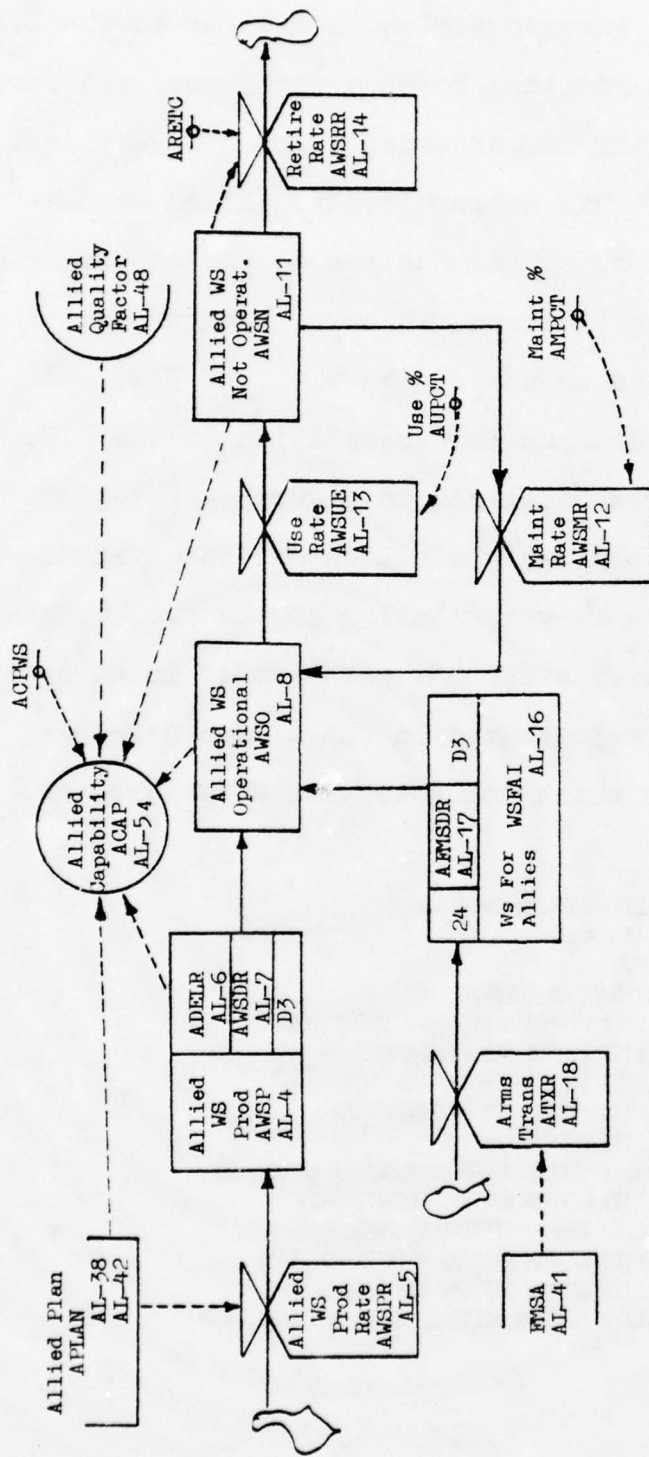 Allied Plan
APLAN
AL-38
AL-42
Allied
WS
Prod
Rate
AWSPR
AL-5
Allied
WS
Prod
AWSP
AL-4
ADELR
AL-6
AWSDR
AL-7
D3
Allied
Capability
ACAP
AL-54
ACPWS
Allied
Quality
Factor
AL-48
Allied WS
Operational
AWSO
AL-8
Use
Rate
AWSUE
AL-13
Use %
AUPCT
Allied WS
Not Operat.
AWSN
AL-11
ARETC
Retire
Rate
AWSRR
AL-14
FMSA
AL-41
Arms
Trans
ATXR
AL-18
24
AFMSDR
AL-17
D3
Ws For WSFAI
Allies AL-16
Maint
Rate
AWSMR
AL-12
Maint %
AMPCT